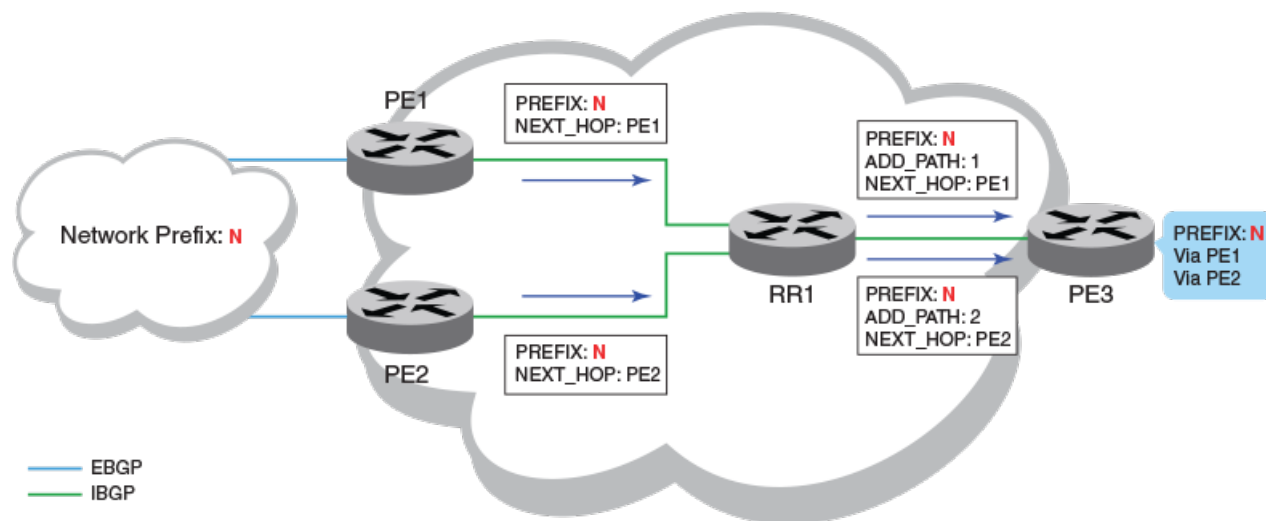 PE1
PREFIX: N
NEXT_HOP: PE1
PREFIX: N
ADD_PATH: 1
NEXT_HOP: PE1
Network Prefix: N
RR1
PE3
PREFIX: N
Via PE1
Via PE2
PREFIX: N
ADD_PATH: 2
NEXT_HOP: PE2
PE2
PREFIX: N
NEXT_HOP: PE2
EBGP
IBGP